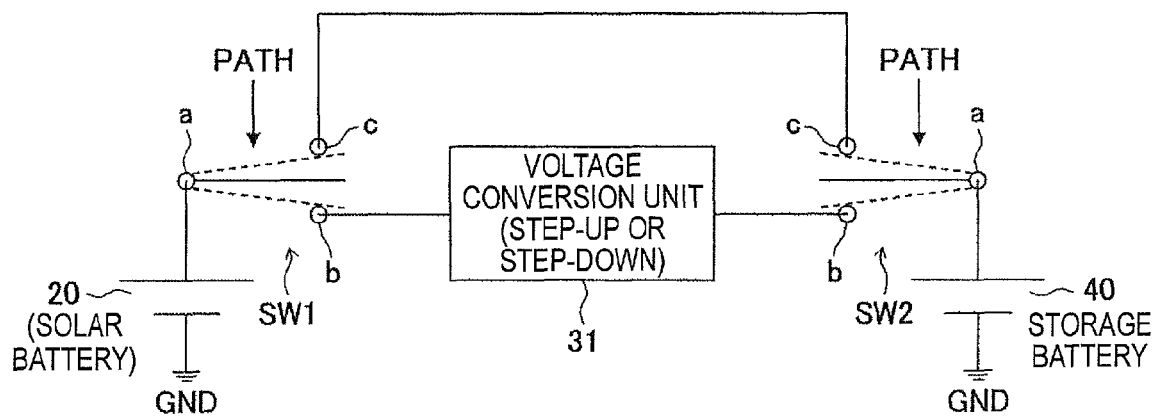 PATH
PATH
a
c
c
a
VOLTAGE
CONVERSION UNIT
(STEP-UP OR
STEP-DOWN)
b
b
20
(SOLAR
BATTERY)
SW1
31
SW2
40
STORAGE
BATTERY
GND
GND